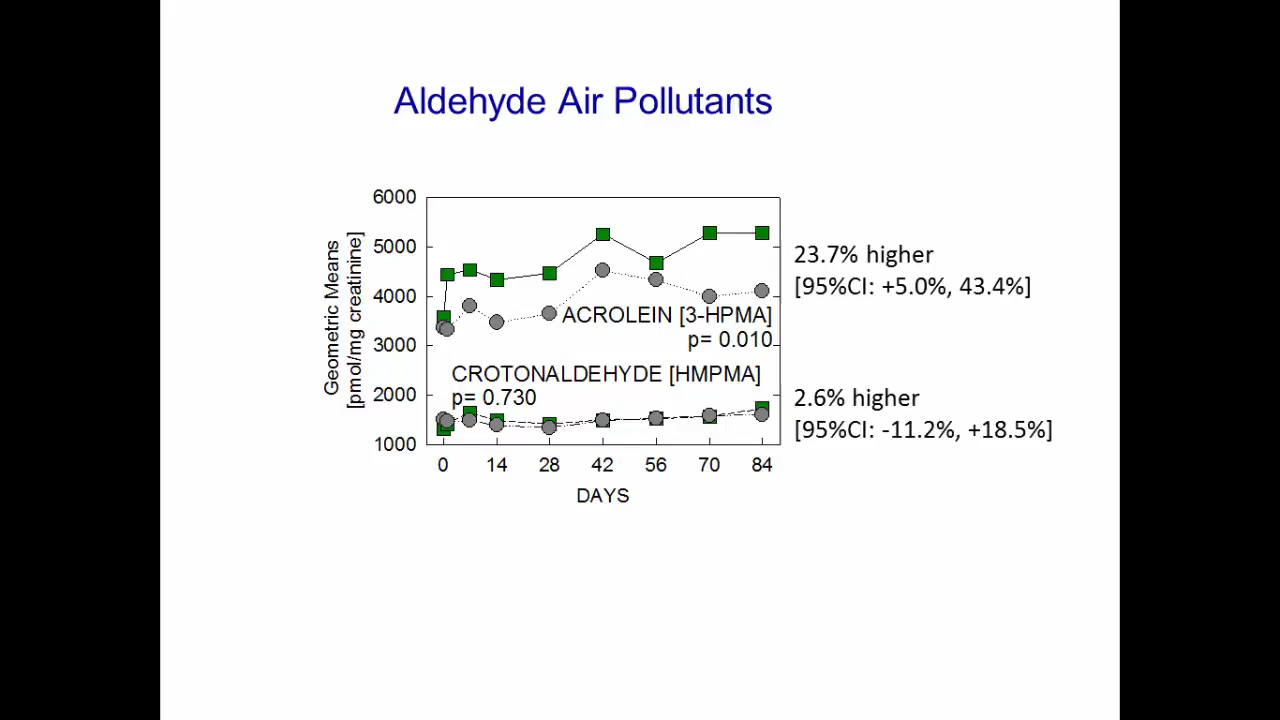 Aldehyde Air Pollutants
6000
5000
4000
3000
2000
1000
Geometric Means
[pmol/mg creatinine]
ACROLEIN [3-HPMA]
p= 0.010
CROTONALDEHYDE [HMPMA]
p= 0.730
0 14 28 42 56 70 84
DAYS
23.7% higher
[95%CI: +5.0%, 43.4%]
2.6% higher
[95%CI: -11.2%, +18.5%]